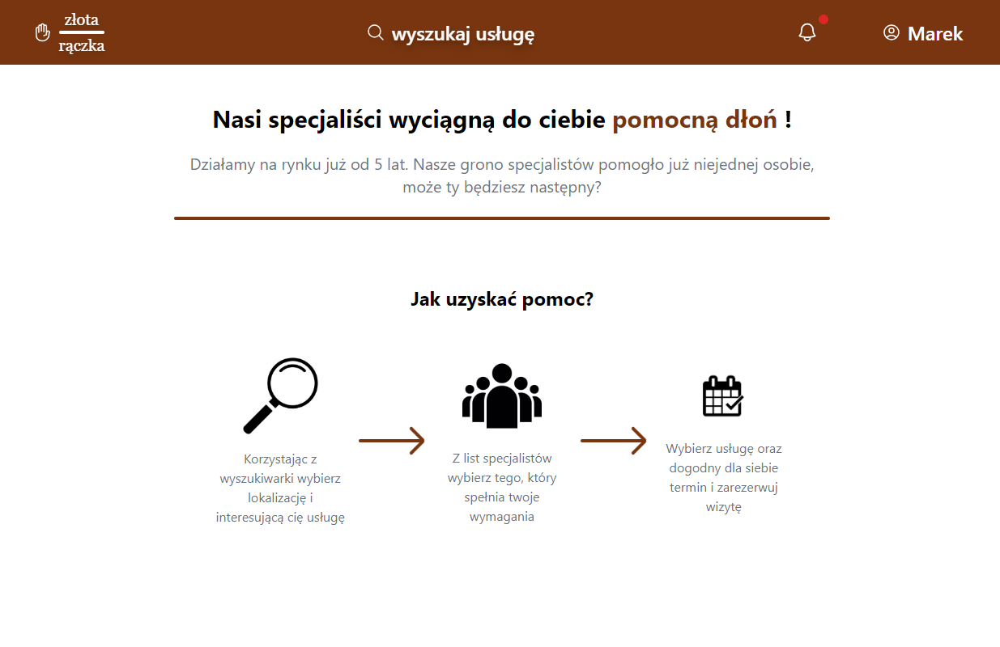 złota
rączka
wyszukaj usługę
Marek
Nasi specjaliści wyciągną do ciebie pomocną dłoń !
Działamy na rynku już od 5 lat. Nasze grono specjalistów pomogło już niejednej osobie,
może ty będziesz następny?
Jak uzyskać pomoc?
Korzystając z
wyszukiwarki wybierz
lokalizację i
interesującą cię usługę
Z list specjalistów
wybierz tego, który
spełnia twoje
wymagania
Wybierz usługę oraz
dogodny dla siebie
termin i zarezerwuj
wizytę